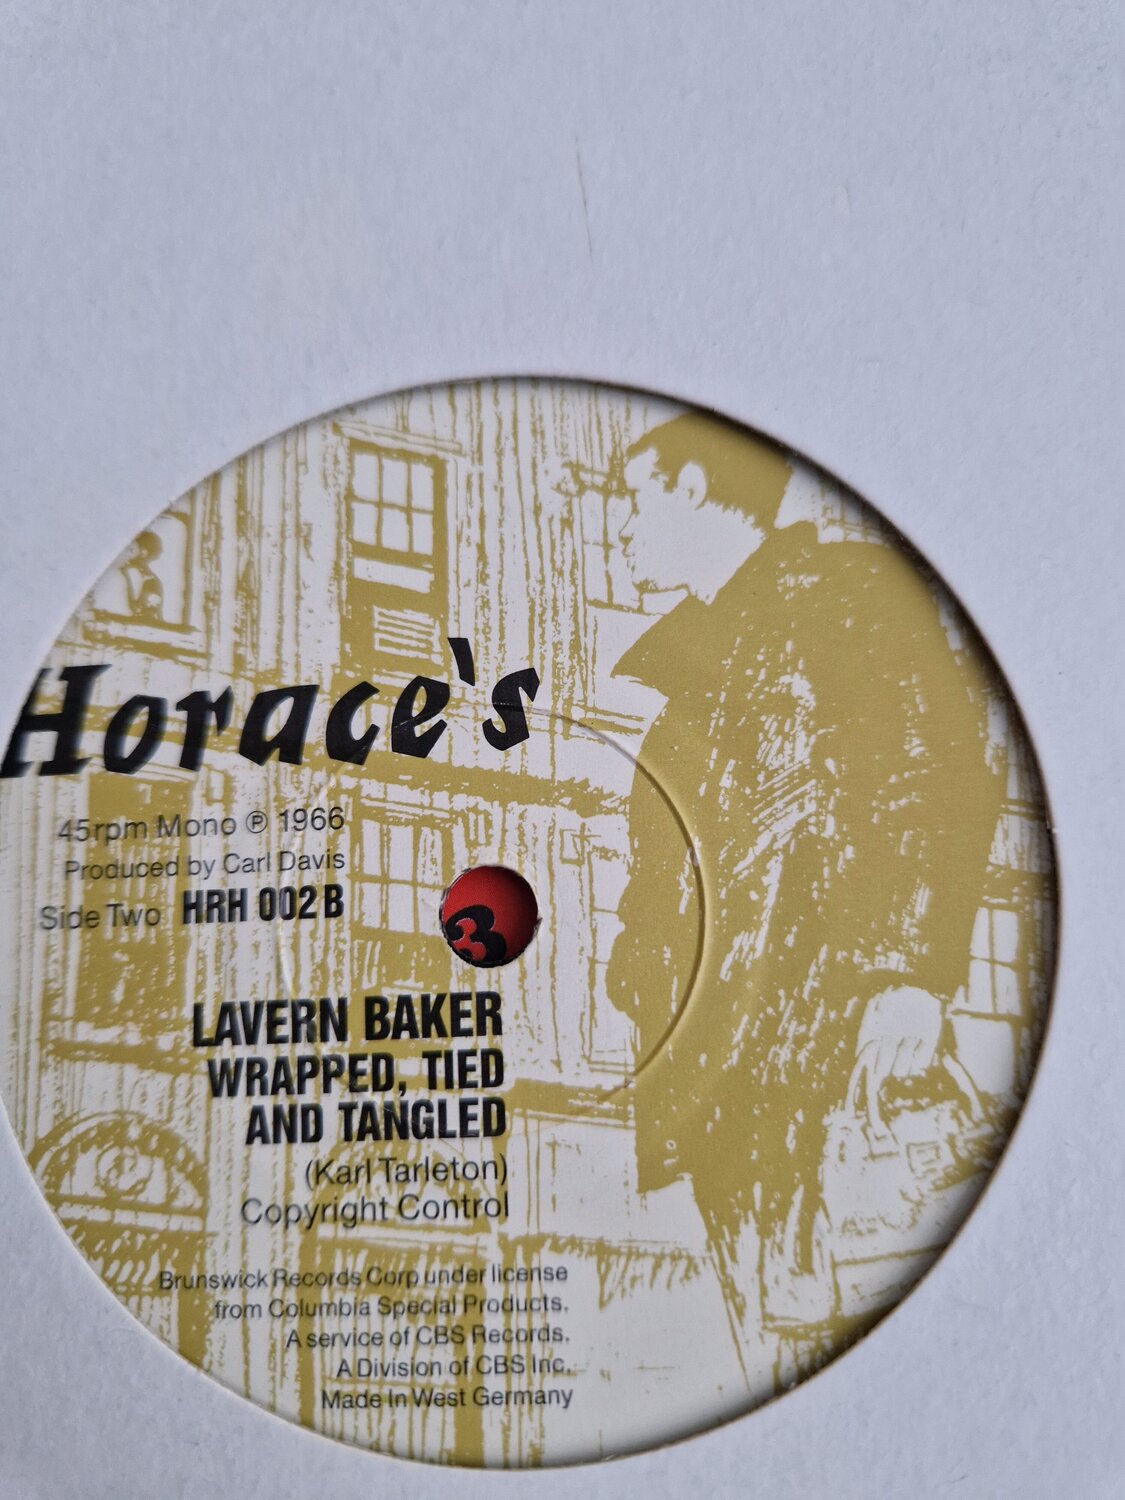 Horace's
45rpm Mono ℗ 1966
Produced by Carl Davis
Side Two HRH 002 B
3
LAVERN BAKER
WRAPPED, TIED
AND TANGLED
(Karl Tarleton)
Copyright Control
Brunswick Records Corp under license
from Columbia Special Products.
A service of CBS Records.
A Division of CBS Inc.
Made In West Germany